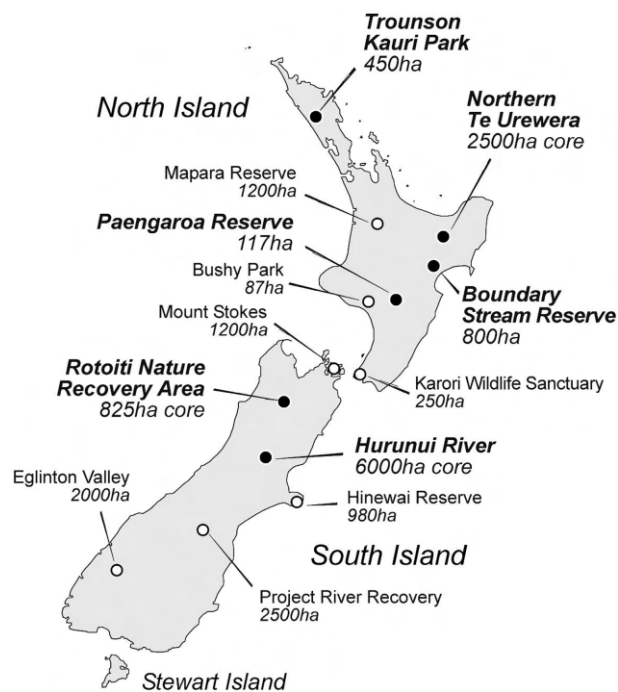 Trounson
Kauri Park
450ha
North Island
Northern
Te Urewera
2500ha core
Mapara Reserve
1200ha
Paengaroa Reserve
117ha
Bushy Park
87ha
Boundary
Stream Reserve
800ha
Mount Stokes
1200ha
Rotoiti Nature
Recovery Area
825ha core
Karori Wildlife Sanctuary
250ha
Hurunui River
6000ha core
Eglinton Valley
2000ha
Hinewai Reserve
980ha
South Island
Project River Recovery
2500ha
Stewart Island